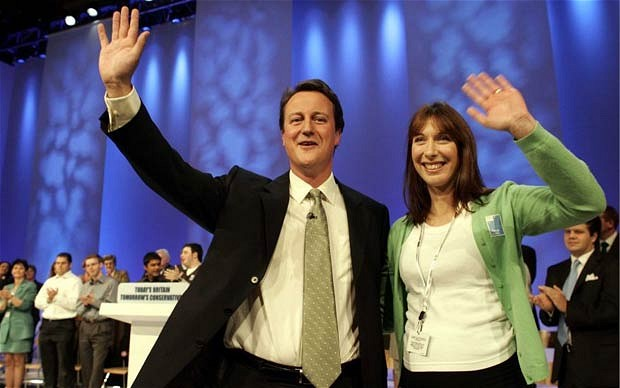 TODAY'S BRITAIN
TOMORROW'S CONSERVATIVES